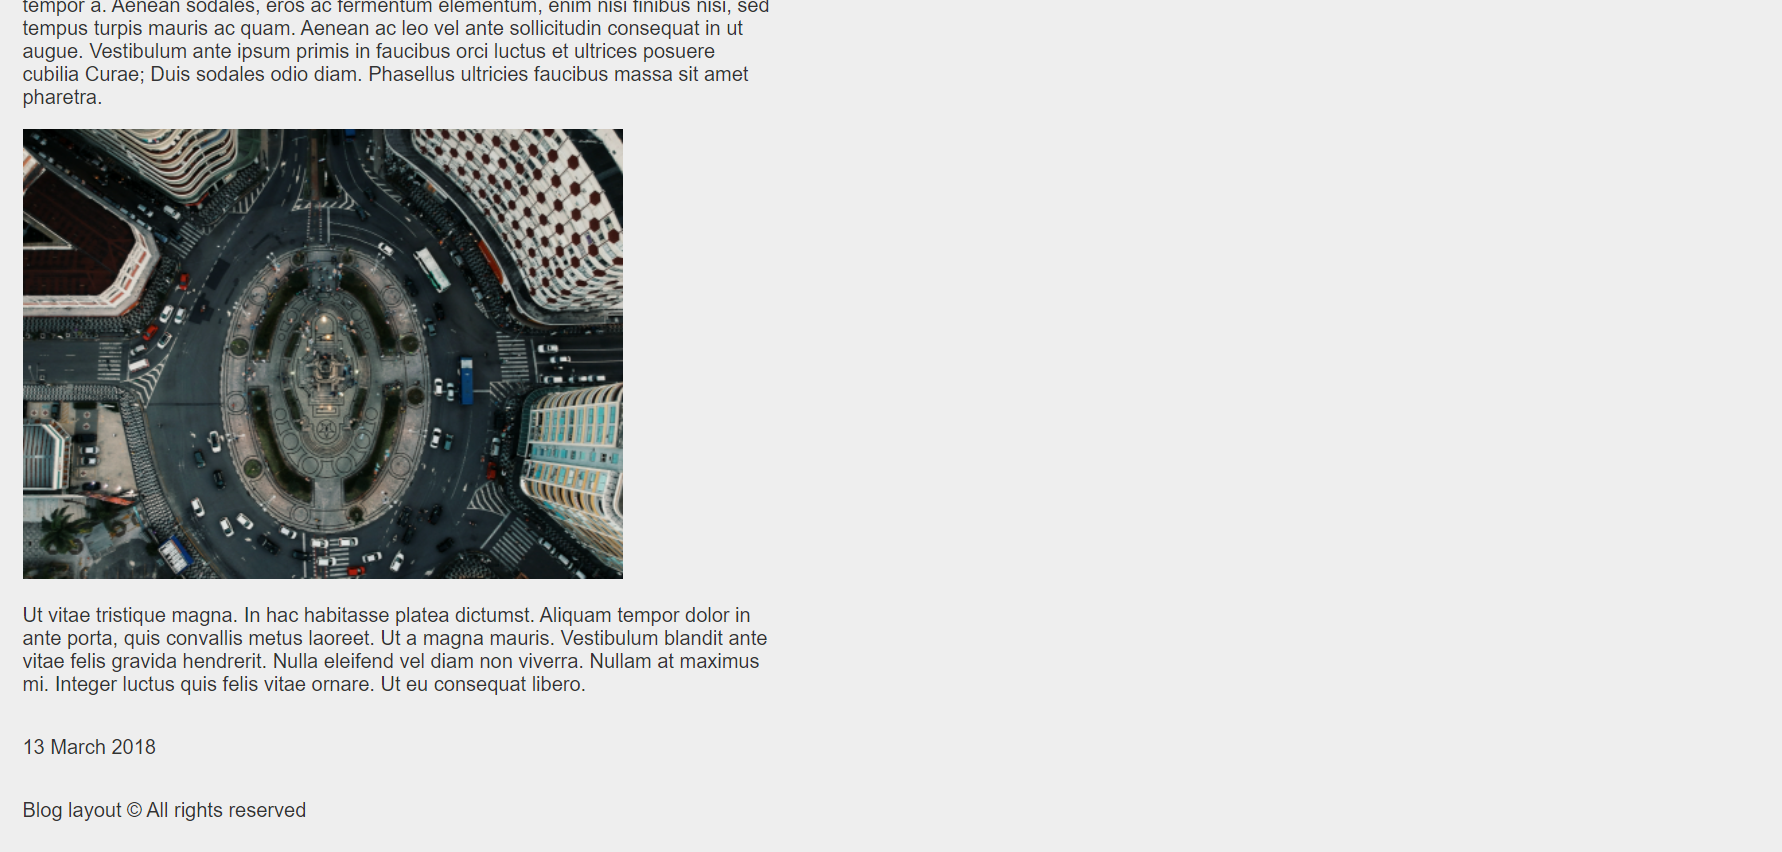 tempor a. Aenean sodales, eros ac fermentum elementum, enim nisi finibus nisi, sed
tempus turpis mauris ac quam. Aenean ac leo vel ante sollicitudin consequat in ut
augue. Vestibulum ante ipsum primis in faucibus orci luctus et ultrices posuere
cubilia Curae; Duis sodales odio diam. Phasellus ultricies faucibus massa sit amet
pharetra.
Ut vitae tristique magna. In hac habitasse platea dictumst. Aliquam tempor dolor in
ante porta, quis convallis metus laoreet. Ut a magna mauris. Vestibulum blandit ante
vitae felis gravida hendrerit. Nulla eleifend vel diam non viverra. Nullam at maximus
mi. Integer luctus quis felis vitae ornare. Ut eu consequat libero.
13 March 2018
Blog layout © All rights reserved